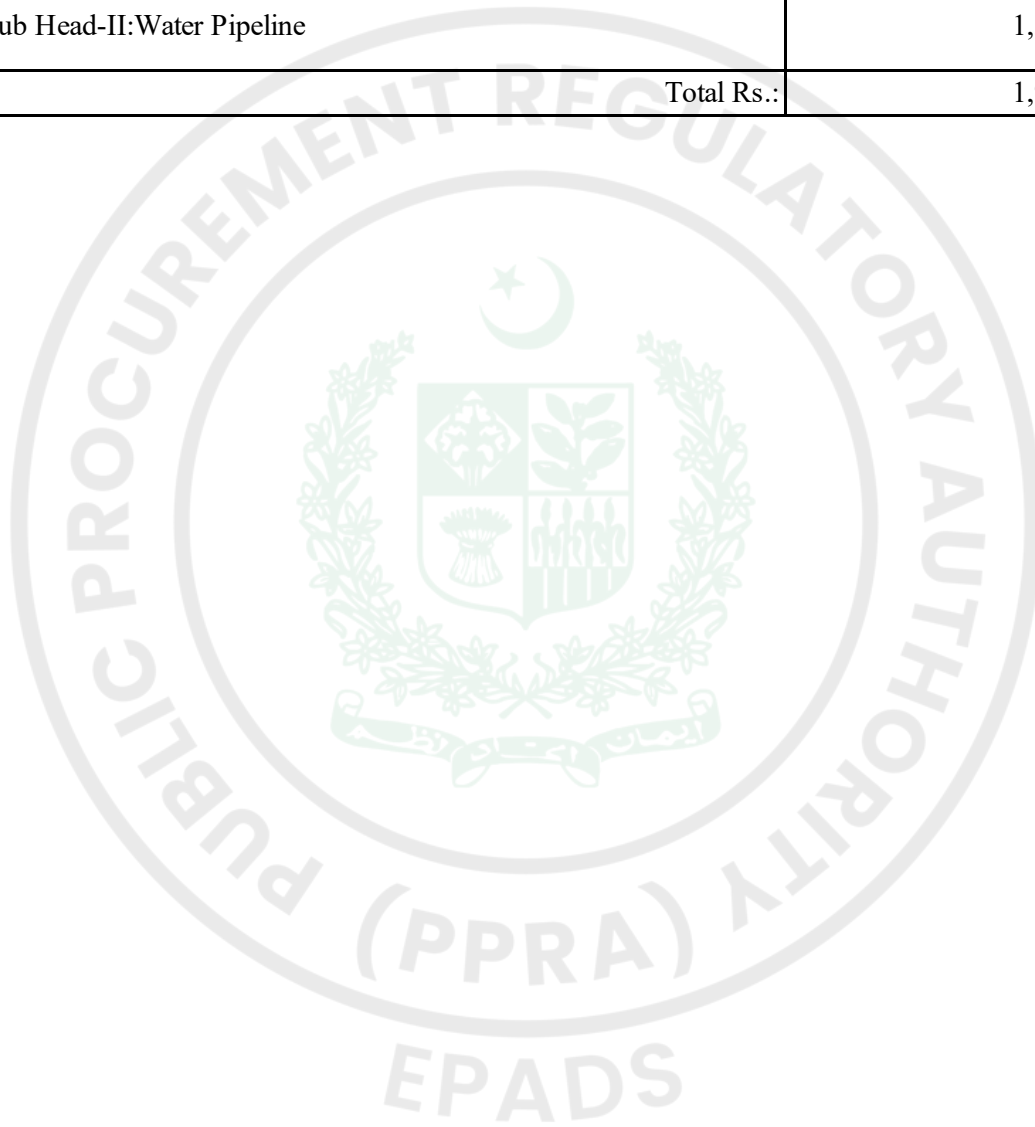 ub Head-II:Water Pipeline 1,
Total Rs.: 1,
PUBLIC PROCUREMENT REGULATORY AUTHORITY
(PPRA)
EPADS